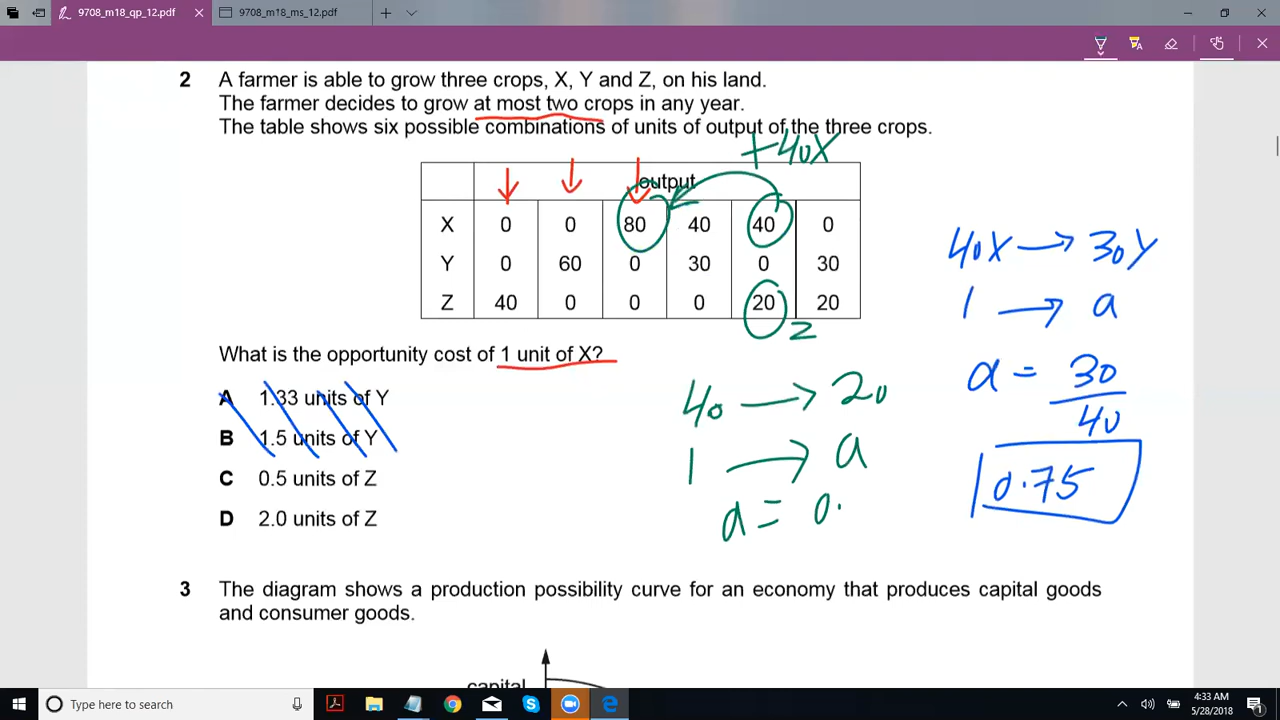 9708_m18_qp_12.pdf
9708_m18_ms_12.pdf
2 A farmer is able to grow three crops, X, Y and Z, on his land.
The farmer decides to grow at most two crops in any year.
The table shows six possible combinations of units of output of the three crops.
+40X
output
X 0 0 80 40 40 0
Y 0 60 0 30 0 30
Z 40 0 0 0 20 20
Z
40X → 30Y
1 → a
a = 30
40
0.75
What is the opportunity cost of 1 unit of X?
A 1.33 units of Y
B 1.5 units of Y
C 0.5 units of Z
D 2.0 units of Z
40 → 20
1 → a
a = 0.
3 The diagram shows a production possibility curve for an economy that produces capital goods
and consumer goods.
capital
Type here to search
4:33 AM
5/28/2018